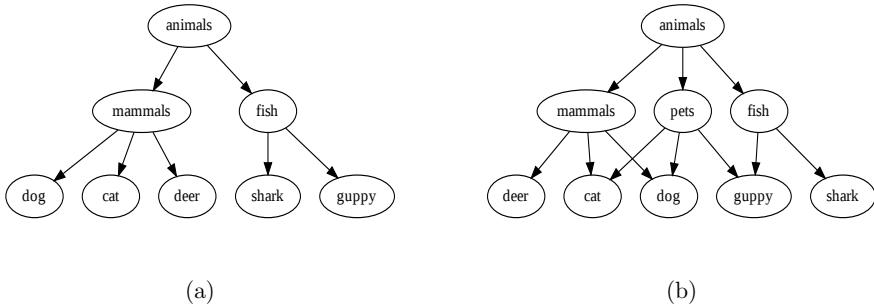 animals
mammals fish
dog cat deer shark guppy
(a)
animals
mammals pets fish
deer cat dog guppy shark
(b)